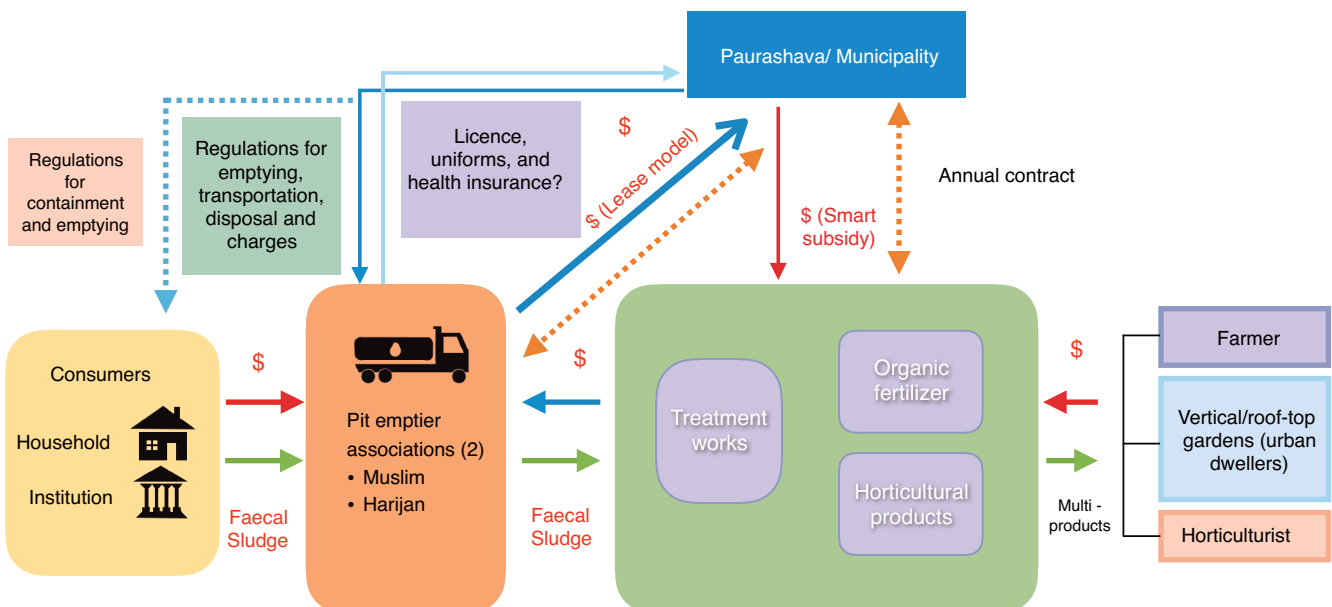 Paurashava/ Municipality
Regulations
for
containment
and emptying
Regulations for
emptying,
transportation,
disposal and
charges
Licence,
uniforms, and
health insurance?
$
$ (Lease model)
$ (Smart
subsidy)
Annual contract
Consumers
Household
Institution
$
Faecal
Sludge
Pit emptier
associations (2)
• Muslim
• Harijan
$
Faecal
Sludge
Treatment
works
Organic
fertilizer
Horticultural
products
$
Multi -
products
Farmer
Vertical/roof-top
gardens (urban
dwellers)
Horticulturist